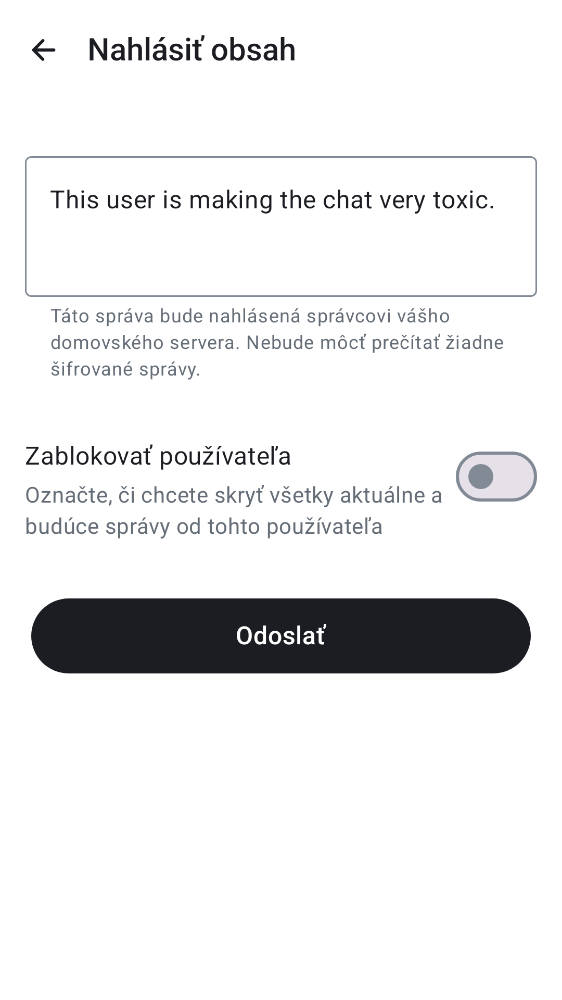 Nahlásiť obsah
This user is making the chat very toxic.
Táto správa bude nahlásená správcovi vášho
domovského servera. Nebude môcť prečítať žiadne
šifrované správy.
Zablokovať používateľa
Označte, či chcete skryť všetky aktuálne a
budúce správy od tohto používateľa
Odoslať